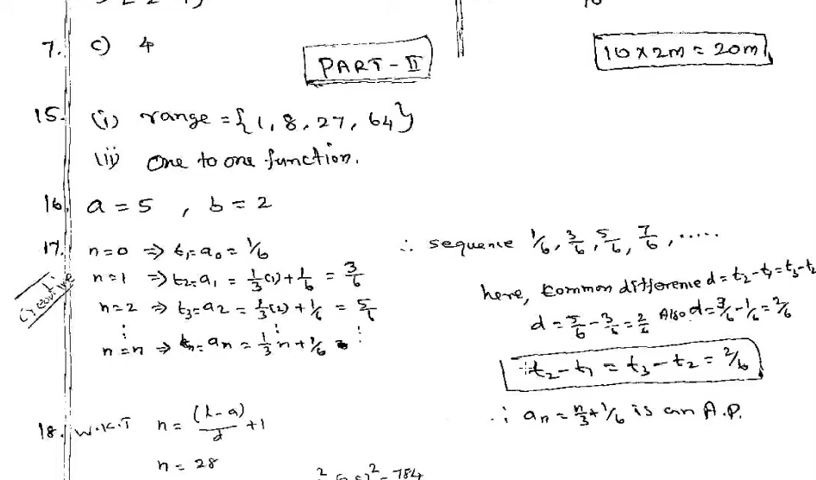 7. c) 4
PART - II
10 x 2m = 20m
15. (i) range = {1, 8, 27, 64}
(ii) One to one function.
16. a = 5 , b = 2
17. n = 0 ⇒ t₁ = a₀ = 1/6
n = 1 ⇒ t₂ = a₁ = 1/3 (1) + 1/6 = 3/6
n = 2 ⇒ t₃ = a₂ = 1/3 (2) + 1/6 = 5/6
⋮ ⋮ ⋮
n = n ⇒ tₙ = aₙ = 1/3 n + 1/6
∴ sequence 1/6, 3/6, 5/6, 7/6, .....
here, Common difference d = t₂ - t₁ = t₃ - t₂
d = 5/6 - 3/6 = 2/6 Also d = 3/6 - 1/6 = 2/6
t₂ - t₁ = t₃ - t₂ = 2/6
∴ aₙ = n/3 + 1/6 is an A.P.
18. W.K.T n = (l - a)/d + 1
n = 28